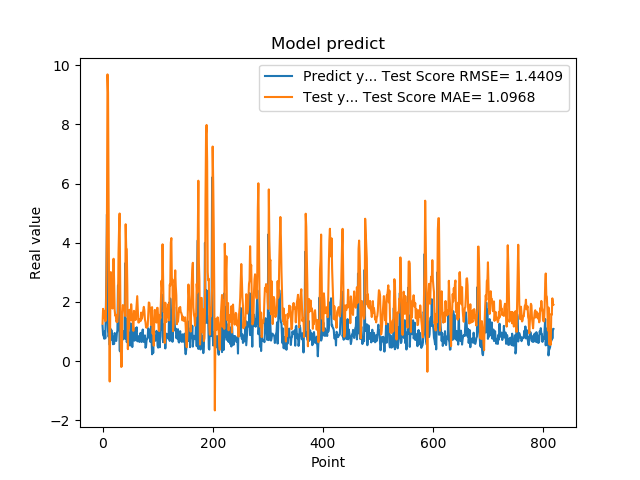 Model predict
Predict y... Test Score RMSE= 1.4409
Test y... Test Score MAE= 1.0968
Real value
10
8
6
4
2
0
−2
0 200 400 600 800
Point